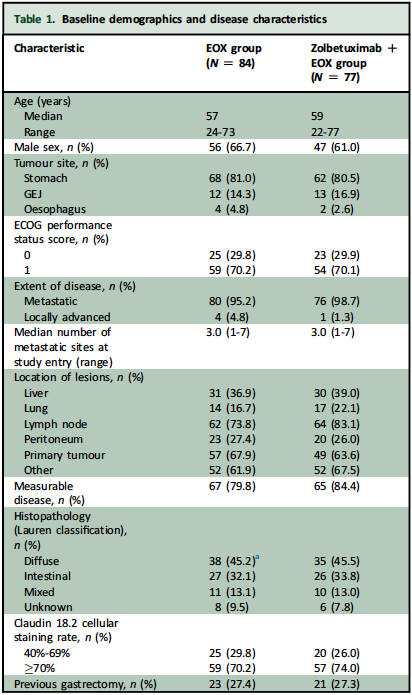 Table 1. Baseline demographics and disease characteristics
Characteristic EOX group Zolbetuximab +
(N = 84) EOX group
(N = 77)
Age (years)
Median 57 59
Range 24-73 22-77
Male sex, n (%) 56 (66.7) 47 (61.0)
Tumour site, n (%)
Stomach 68 (81.0) 62 (80.5)
GEJ 12 (14.3) 13 (16.9)
Oesophagus 4 (4.8) 2 (2.6)
ECOG performance
status score, n (%)
0 25 (29.8) 23 (29.9)
1 59 (70.2) 54 (70.1)
Extent of disease, n (%)
Metastatic 80 (95.2) 76 (98.7)
Locally advanced 4 (4.8) 1 (1.3)
Median number of 3.0 (1-7) 3.0 (1-7)
metastatic sites at
study entry (range)
Location of lesions, n (%)
Liver 31 (36.9) 30 (39.0)
Lung 14 (16.7) 17 (22.1)
Lymph node 62 (73.8) 64 (83.1)
Peritoneum 23 (27.4) 20 (26.0)
Primary tumour 57 (67.9) 49 (63.6)
Other 52 (61.9) 52 (67.5)
Measurable 67 (79.8) 65 (84.4)
disease, n (%)
Histopathology
(Lauren classification),
n (%)
Diffuse 38 (45.2)a 35 (45.5)
Intestinal 27 (32.1) 26 (33.8)
Mixed 11 (13.1) 10 (13.0)
Unknown 8 (9.5) 6 (7.8)
Claudin 18.2 cellular
staining rate, n (%)
40%-69% 25 (29.8) 20 (26.0)
≥70% 59 (70.2) 57 (74.0)
Previous gastrectomy, n (%) 23 (27.4) 21 (27.3)